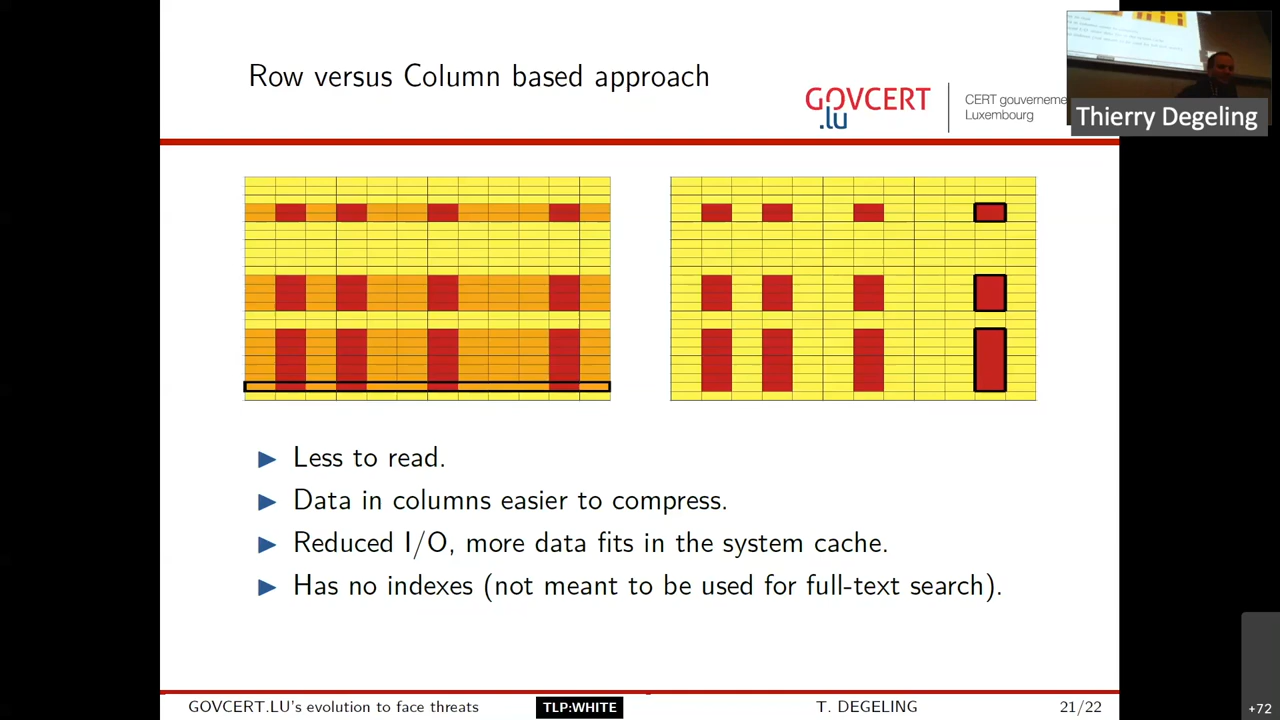 Row versus Column based approach
GOVCERT
.lu
CERT gouverneme
Luxembourg
Thierry Degeling
▶ Less to read.
▶ Data in columns easier to compress.
▶ Reduced I/O, more data fits in the system cache.
▶ Has no indexes (not meant to be used for full-text search).
GOVCERT.LU's evolution to face threats
TLP:WHITE
T. DEGELING
21/22
+72